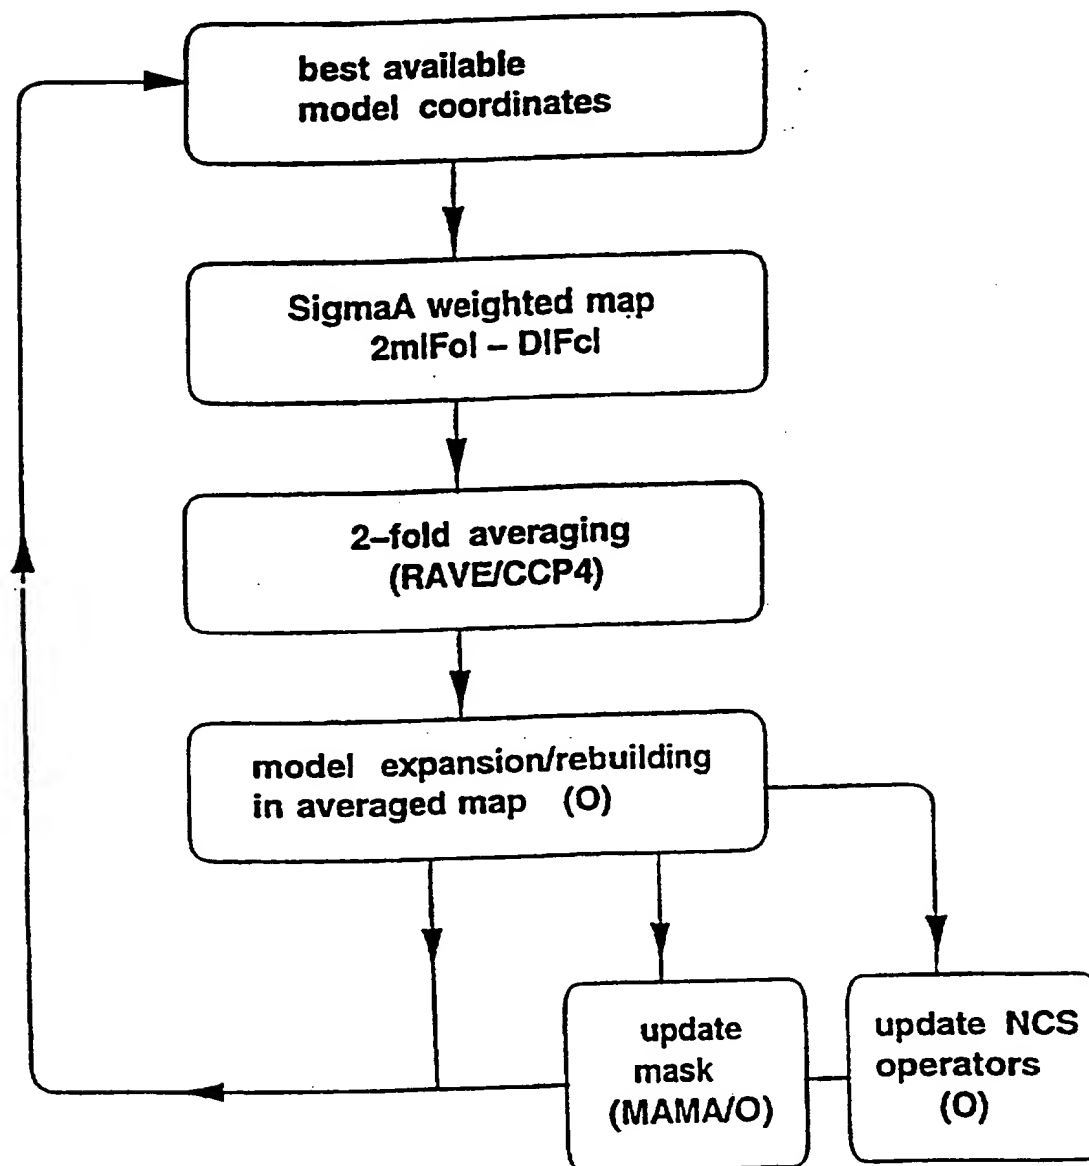 best available
model coordinates
SigmaA weighted map
2m|Fo| – D|Fc|
2–fold averaging
(RAVE/CCP4)
model expansion/rebuilding
in averaged map (O)
update
mask
(MAMA/O)
update NCS
operators
(O)